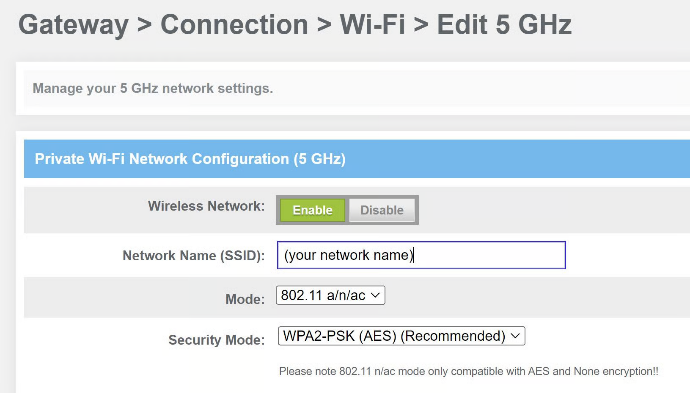 Gateway > Connection > Wi-Fi > Edit 5 GHz
Manage your 5 GHz network settings.
Private Wi-Fi Network Configuration (5 GHz)
Wireless Network: Enable Disable
Network Name (SSID): (your network name)
Mode: 802.11 a/n/ac
Security Mode: WPA2-PSK (AES) (Recommended)
Please note 802.11 n/ac mode only compatible with AES and None encryption!!